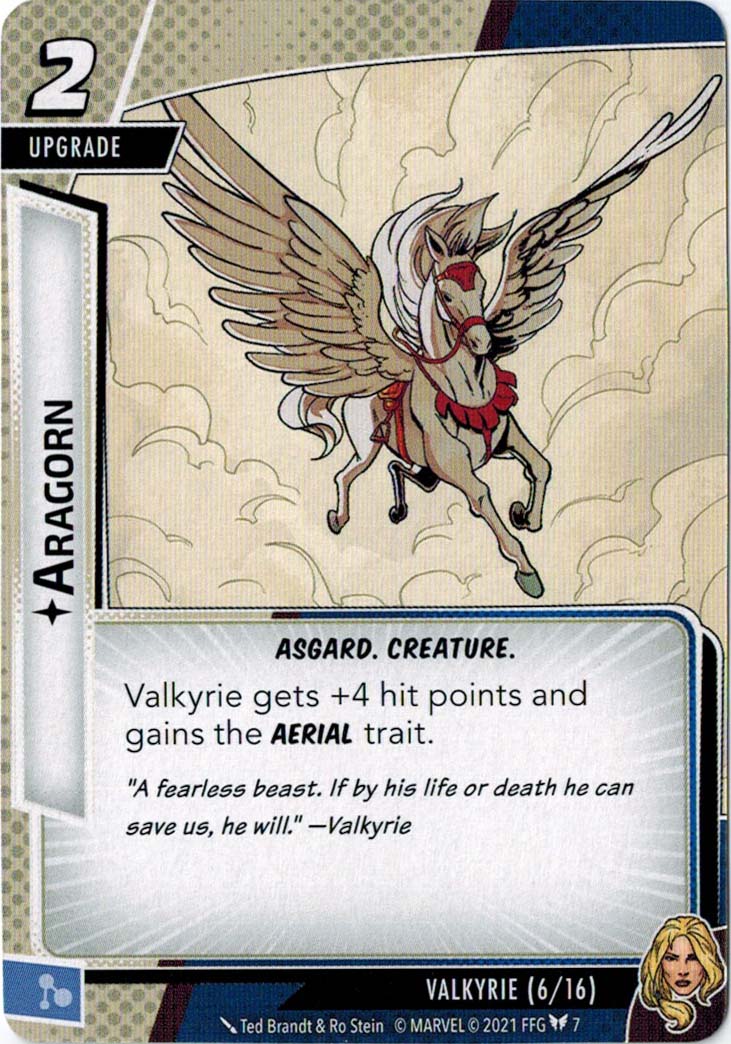 2
UPGRADE
ARAGORN
ASGARD. CREATURE.
Valkyrie gets +4 hit points and
gains the AERIAL trait.
"A fearless beast. If by his life or death he can
save us, he will." —Valkyrie
VALKYRIE (6/16)
Ted Brandt & Ro Stein © MARVEL © 2021 FFG 7